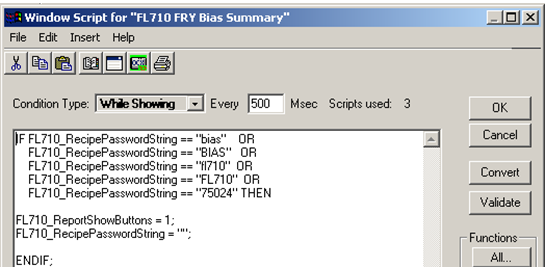 Window Script for "FL710 FRY Bias Summary"
File Edit Insert Help
Condition Type: While Showing Every 500 Msec Scripts used: 3
OK
Cancel
Convert
Validate
Functions
All...
IF FL710_RecipePasswordString == "bias" OR
FL710_RecipePasswordString == "BIAS" OR
FL710_RecipePasswordString == "fl710" OR
FL710_RecipePasswordString == "FL710" OR
FL710_RecipePasswordString == "75024" THEN
FL710_ReportShowButtons = 1;
FL710_RecipePasswordString = "";
ENDIF;